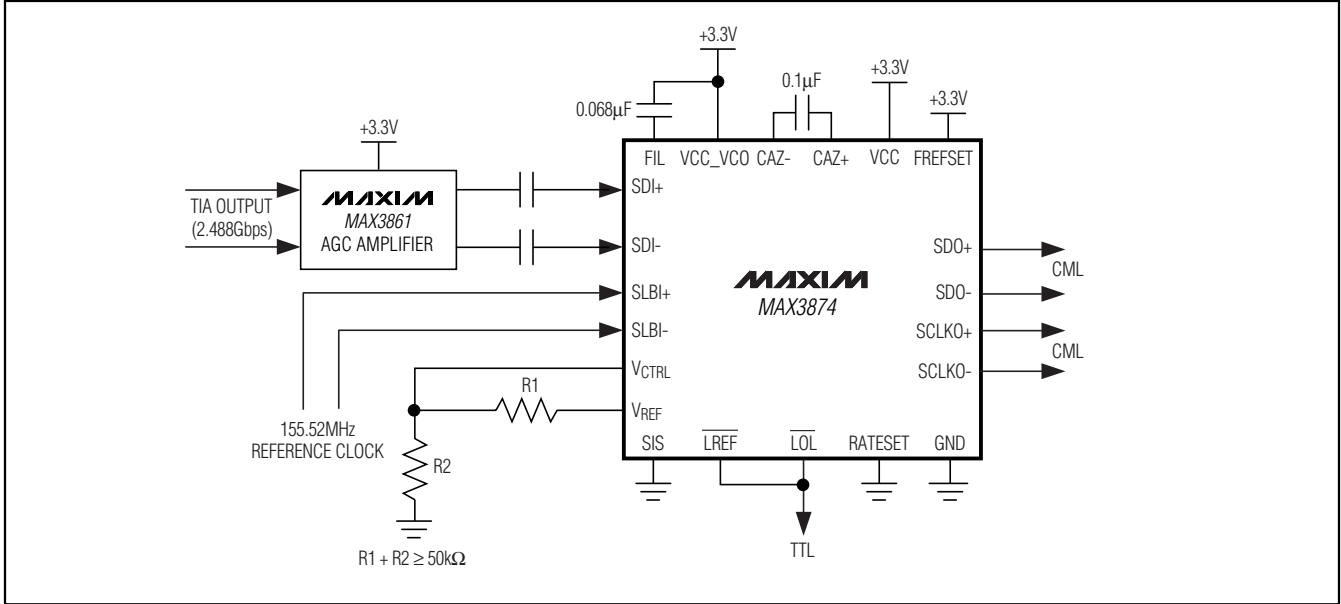 +3.3V
+3.3V
0.1µF
+3.3V
0.068µF
+3.3V
FIL VCC_VCO CAZ- CAZ+ VCC FREFSET
SDI+
TIA OUTPUT
(2.488Gbps)
MAXIM
MAX3861
AGC AMPLIFIER
SDI-
SDO+
CML
SLBI+
MAXIM
MAX3874
SDO-
SLBI-
SCLKO+
CML
VCTRL
SCLKO-
R1
VREF
155.52MHz
REFERENCE CLOCK
R2
SIS LREF LOL RATESET GND
TTL
R1 + R2 ≥ 50kΩ